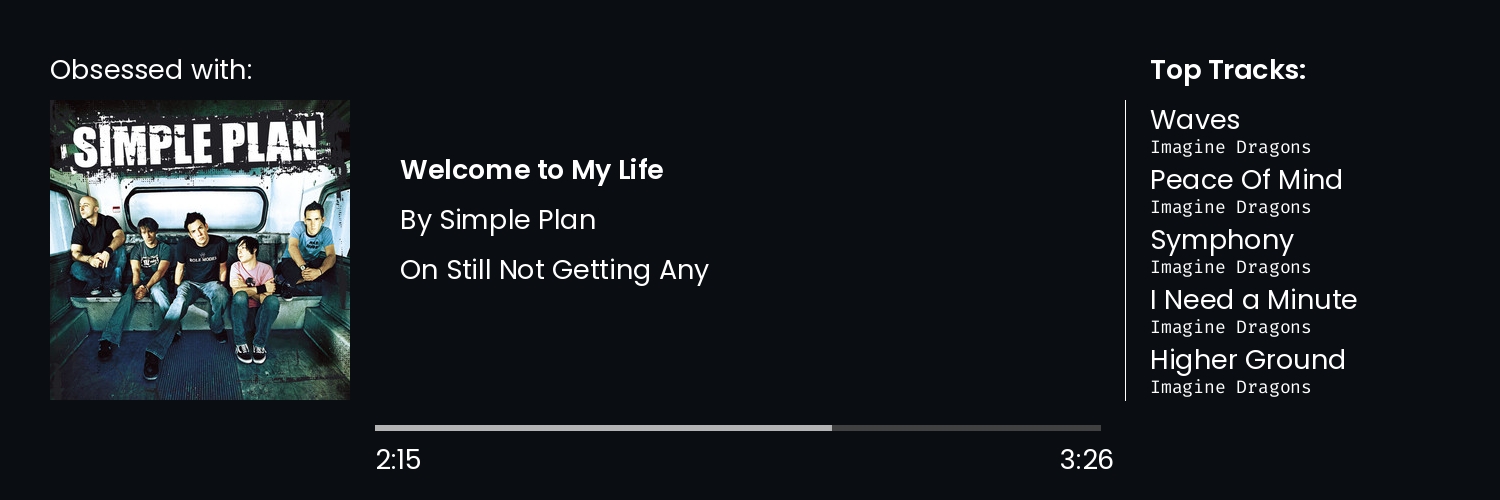 Obsessed with:
SIMPLE PLAN
ROLE MODEL
Welcome to My Life
By Simple Plan
On Still Not Getting Any
2:15
3:26
Top Tracks:
Waves
Imagine Dragons
Peace Of Mind
Imagine Dragons
Symphony
Imagine Dragons
I Need a Minute
Imagine Dragons
Higher Ground
Imagine Dragons